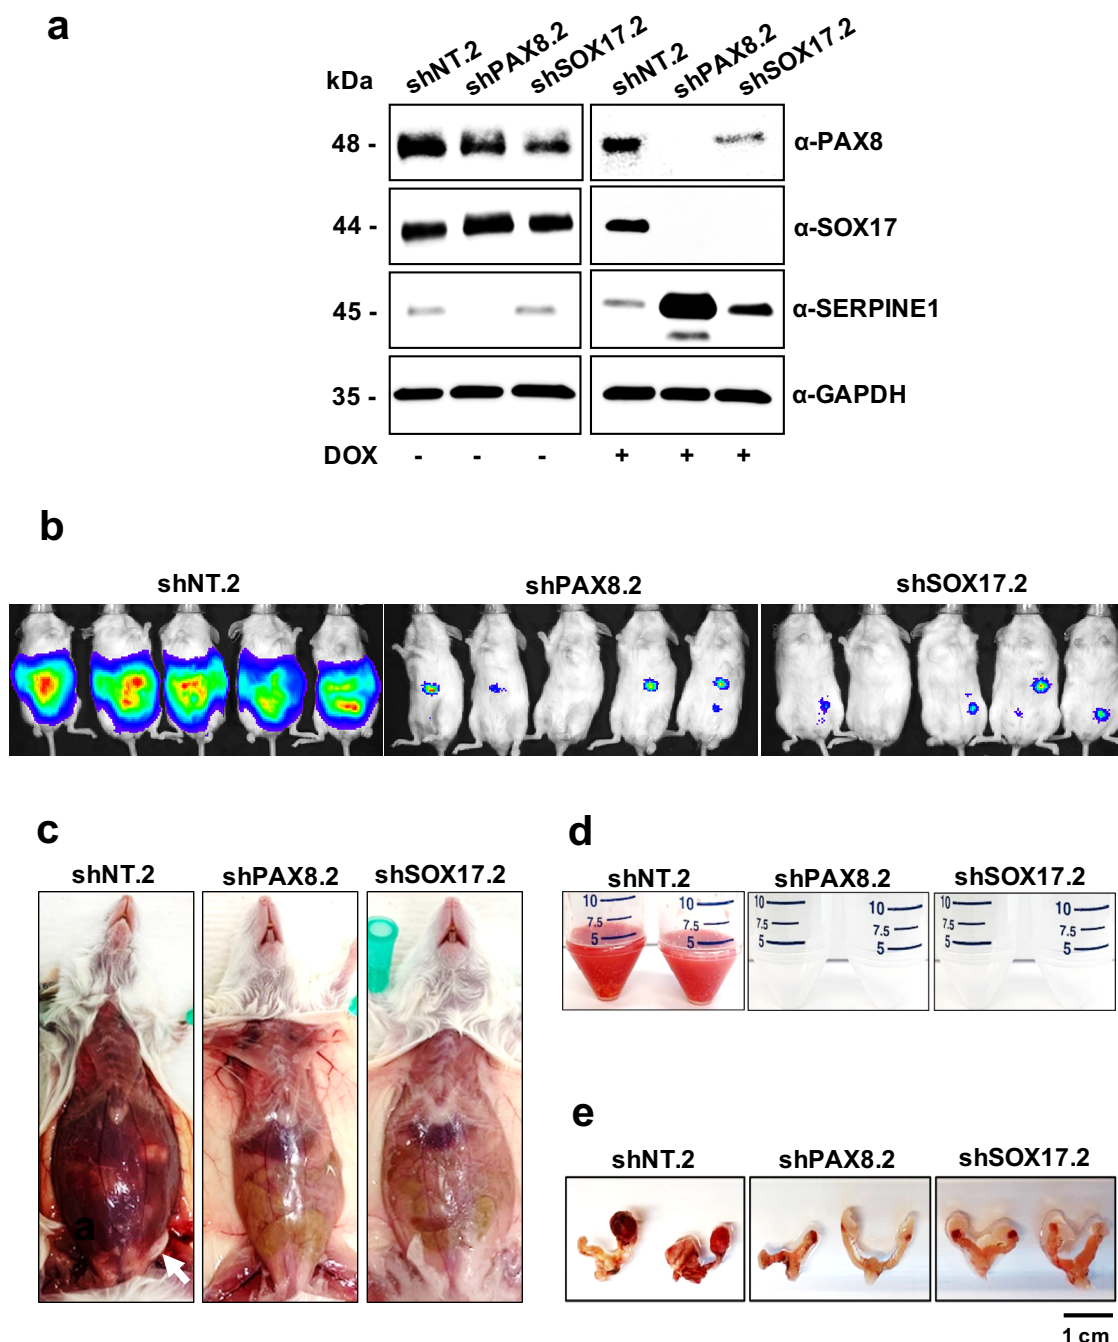 a
kDa
shNT.2 shPAX8.2 shSOX17.2 shNT.2 shPAX8.2 shSOX17.2
48 - α-PAX8
44 - α-SOX17
45 - α-SERPINE1
35 - α-GAPDH
DOX - - - + + +
b
shNT.2 shPAX8.2 shSOX17.2
c
shNT.2 shPAX8.2 shSOX17.2
a
d
shNT.2 shPAX8.2 shSOX17.2
10 10 10 10 10 10
7.5 7.5 7.5 7.5 7.5 7.5
5 5 5 5 5 5
e
shNT.2 shPAX8.2 shSOX17.2
1 cm